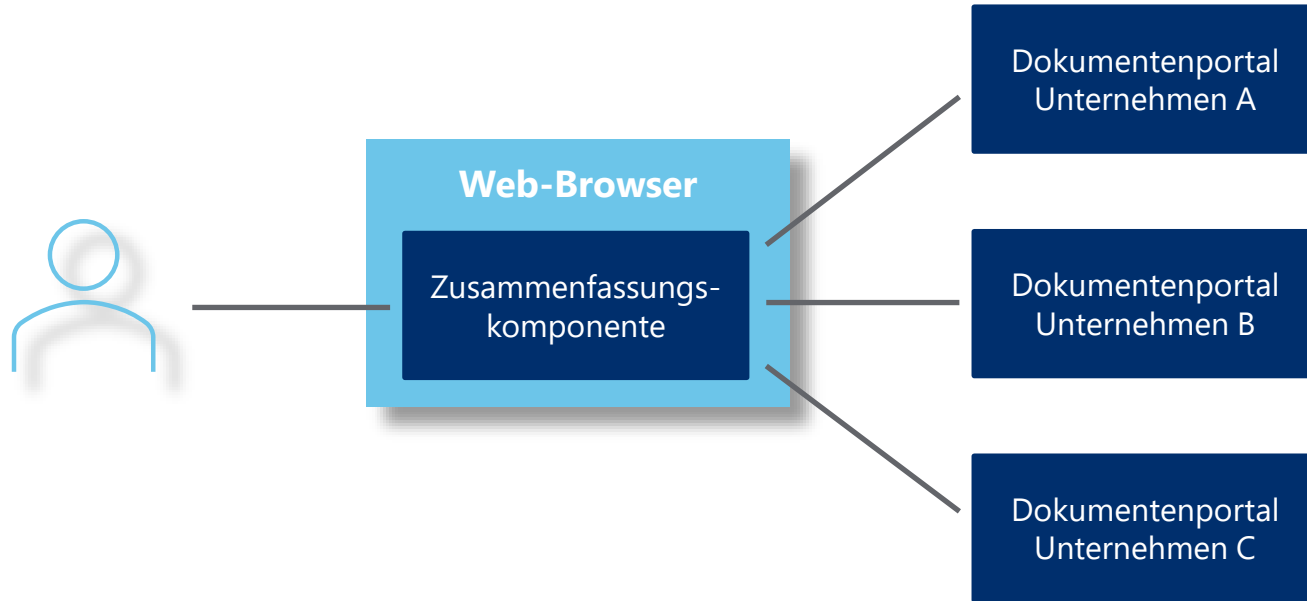 Web-Browser
Zusammenfassungs-
komponente
Dokumentenportal
Unternehmen A
Dokumentenportal
Unternehmen B
Dokumentenportal
Unternehmen C